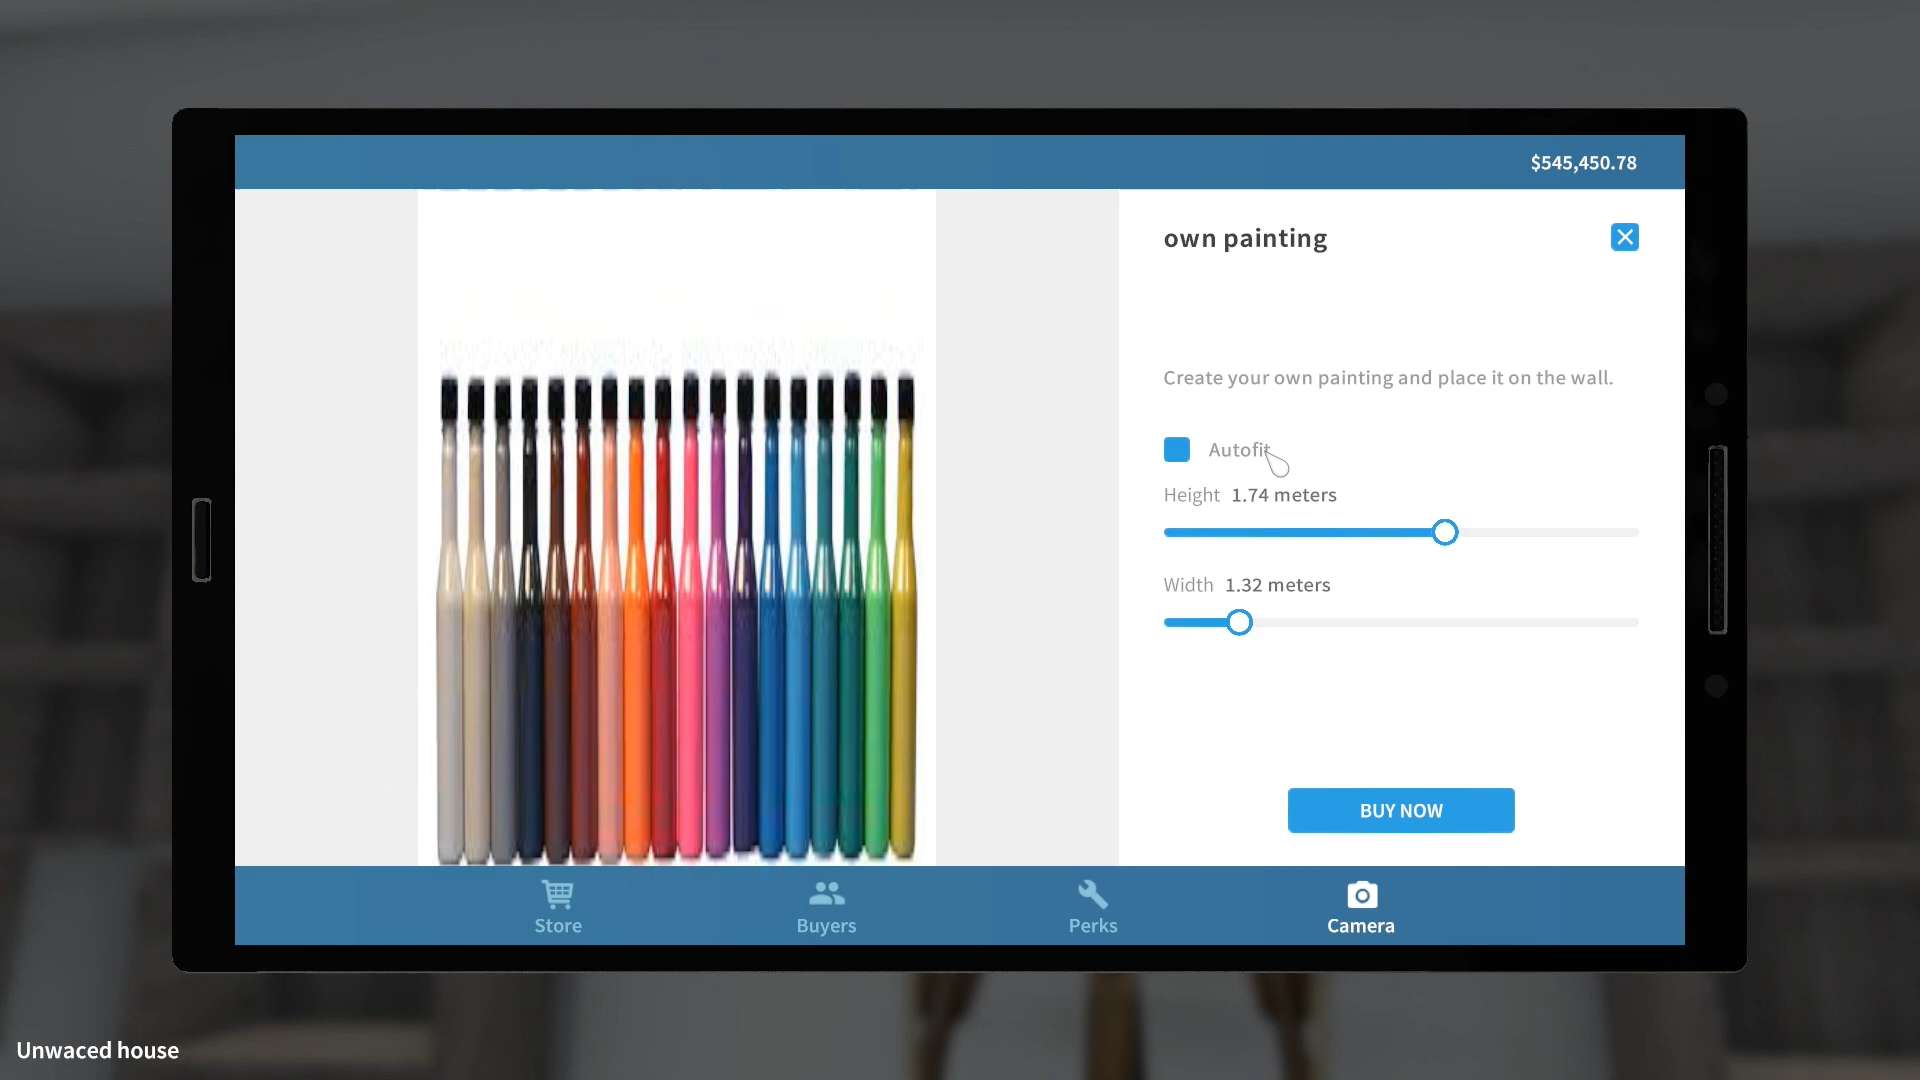 $545,450.78
own painting
Create your own painting and place it on the wall.
Autofit
Height 1.74 meters
Width 1.32 meters
BUY NOW
Store Buyers Perks Camera
Unwaced house